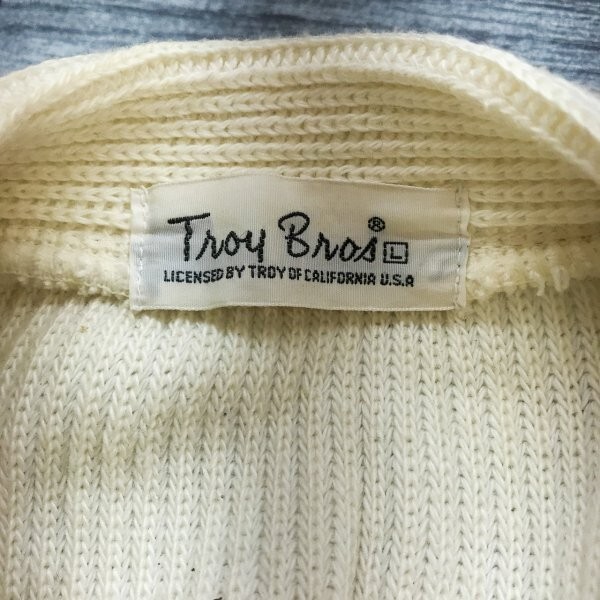 Troy Bros® L
LICENSED BY TROY OF CALIFORNIA U.S.A